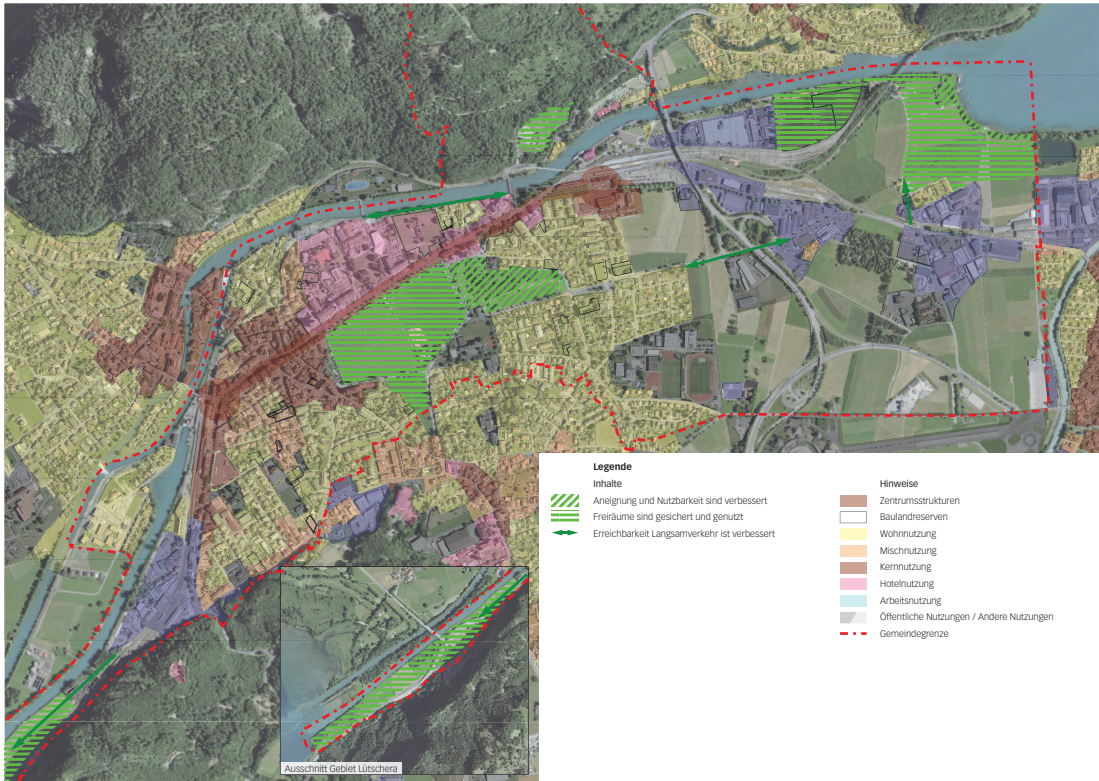 Legende
Inhalte
Aneignung und Nutzbarkeit sind verbessert
Freiräume sind gesichert und genutzt
Erreichbarkeit Langsamverkehr ist verbessert
Hinweise
Zentrumsstrukturen
Baulandreserven
Wohnnutzung
Mischnutzung
Kernnutzung
Hotelnutzung
Arbeitsnutzung
Öffentliche Nutzungen / Andere Nutzungen
Gemeindegrenze
Ausschnitt Gebiet Lütschera